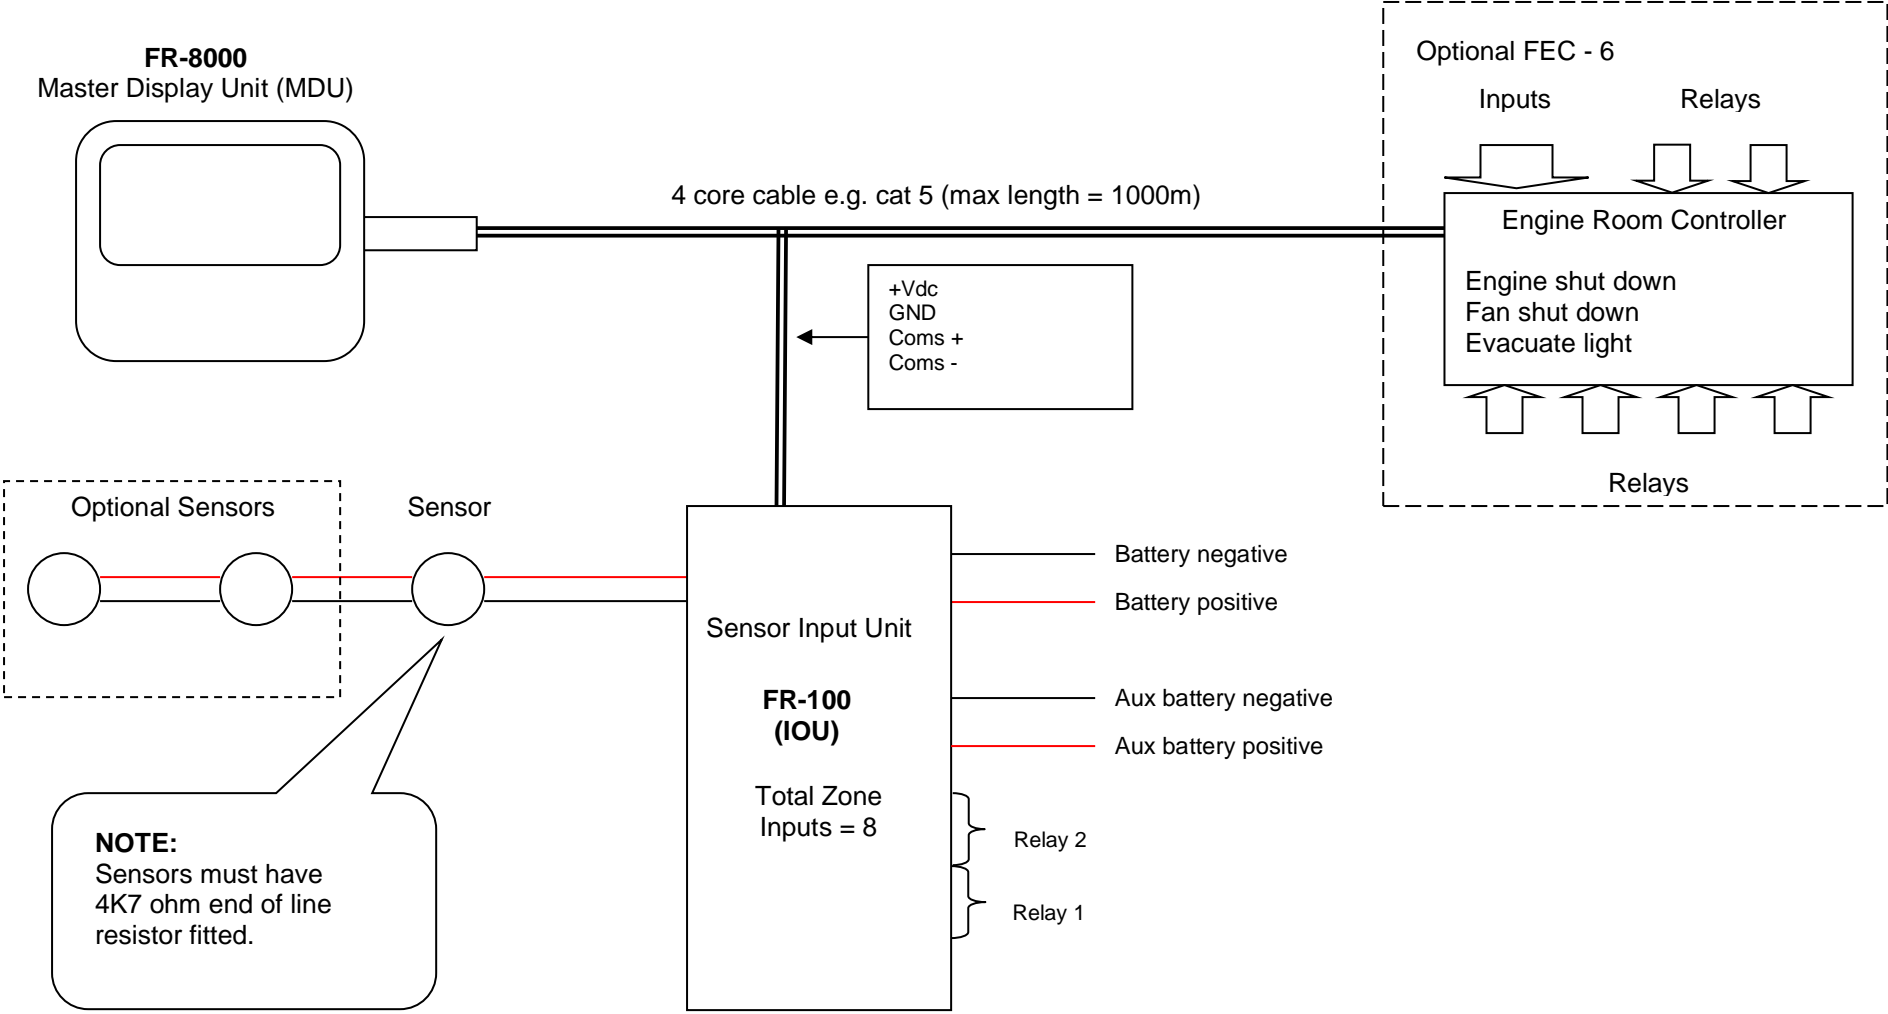 FR-8000
Master Display Unit (MDU)
Optional FEC - 6
Inputs
Relays
4 core cable e.g. cat 5 (max length = 1000m)
Engine Room Controller
Engine shut down
Fan shut down
Evacuate light
+Vdc
GND
Coms +
Coms -
Relays
Optional Sensors
Sensor
Battery negative
Battery positive
Sensor Input Unit
FR-100
(IOU)
Aux battery negative
Aux battery positive
Total Zone
Inputs = 8
Relay 2
Relay 1
NOTE:
Sensors must have
4K7 ohm end of line
resistor fitted.